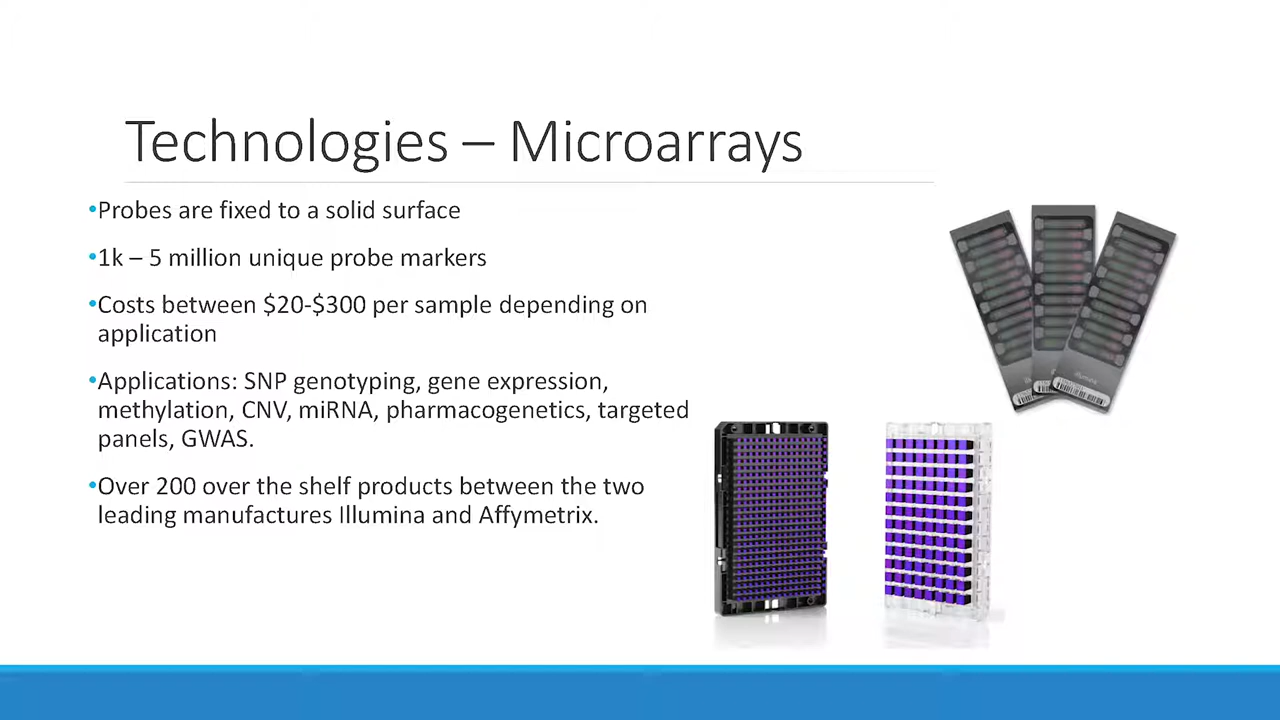 Technologies – Microarrays
•Probes are fixed to a solid surface
•1k – 5 million unique probe markers
•Costs between $20-$300 per sample depending on
application
•Applications: SNP genotyping, gene expression,
methylation, CNV, miRNA, pharmacogenetics, targeted
panels, GWAS.
•Over 200 over the shelf products between the two
leading manufactures Illumina and Affymetrix.
illumina